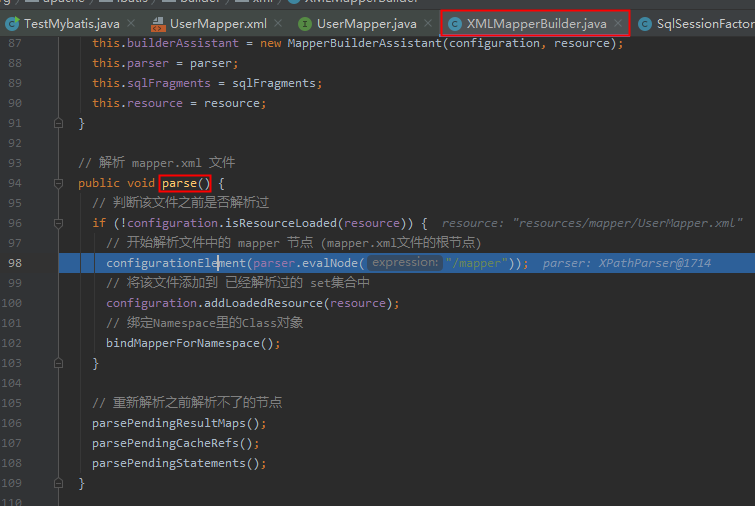 rg apache ibatis builder xml XMLMapperBuilder
TestMybatis.java UserMapper.xml UserMapper.java XMLMapperBuilder.java SqlSessionFactor
87 this.builderAssistant = new MapperBuilderAssistant(configuration, resource);
88 this.parser = parser;
89 this.sqlFragments = sqlFragments;
90 this.resource = resource;
91 }
92
93 // 解析 mapper.xml 文件
94 public void parse() {
95 // 判断该文件之前是否解析过
96 if (!configuration.isResourceLoaded(resource)) { resource: "resources/mapper/UserMapper.xml"
97 // 开始解析文件中的 mapper 节点 (mapper.xml文件的根节点)
98 configurationElement(parser.evalNode( expression: "/mapper")); parser: XPathParser@1714
99 // 将该文件添加到 已经解析过的 set集合中
100 configuration.addLoadedResource(resource);
101 // 绑定Namespace里的Class对象
102 bindMapperForNamespace();
103 }
104
105 // 重新解析之前解析不了的节点
106 parsePendingResultMaps();
107 parsePendingCacheRefs();
108 parsePendingStatements();
109 }
110